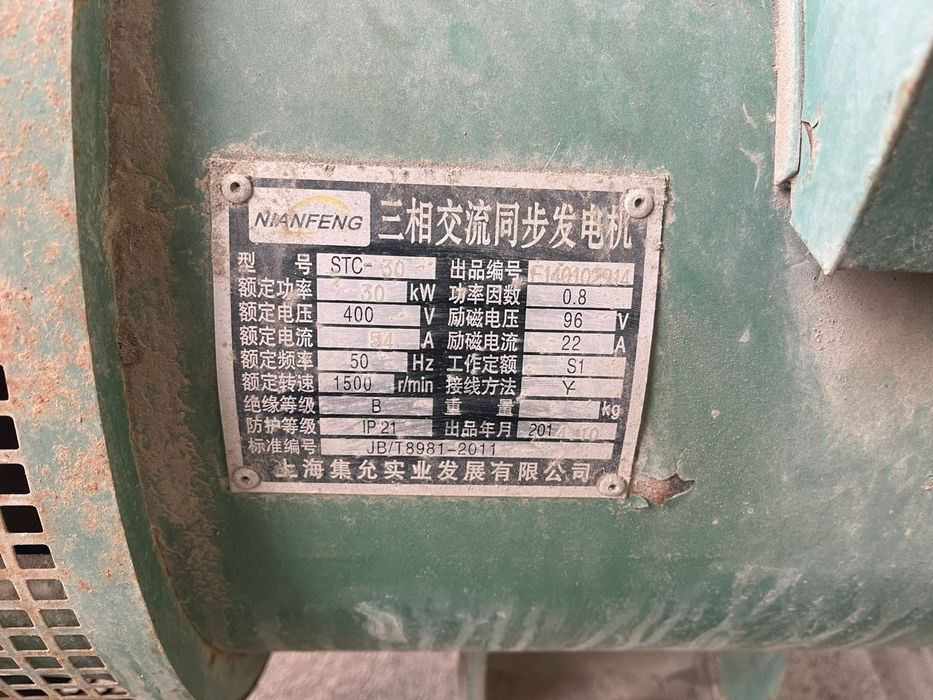 NIANFENG 三相交流同步发电机
型 号 STC-30 出品编号
额定功率 30 kW 功率因数 0.8
额定电压 400 V 励磁电压 96 V
额定电流 54 A 励磁电流 22 A
额定频率 50 Hz 工作定额 S1
额定转速 1500 r/min 接线方法 Y
绝缘等级 B 重 量 kg
防护等级 IP21 出品年月 201
标准编号 JB/T8981-2011
上海集允实业发展有限公司